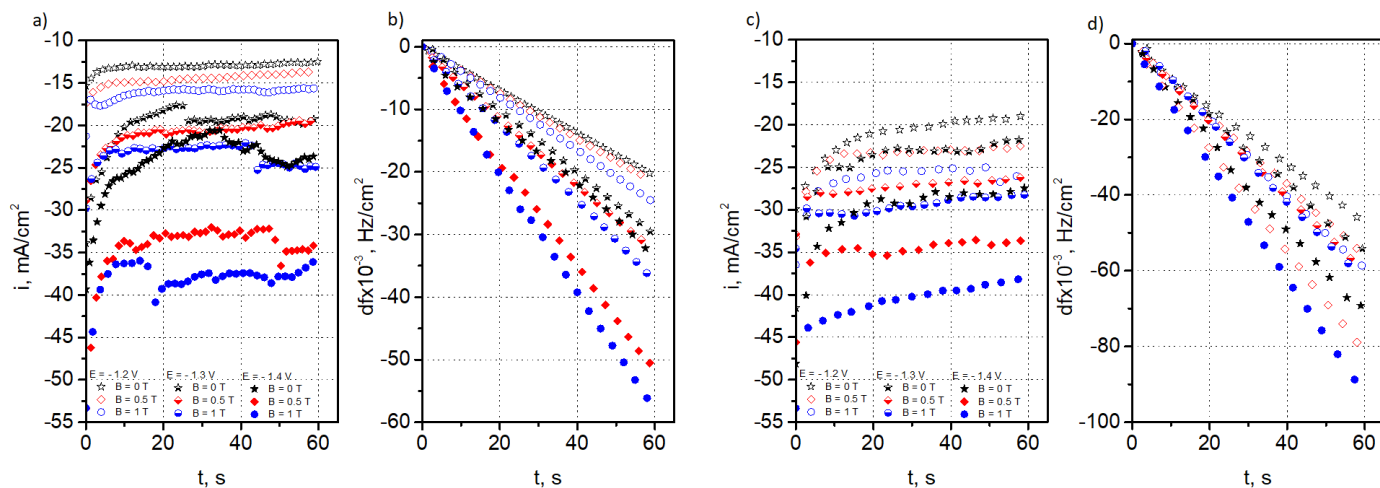 a)
-10
-15
-20
-25
-30
-35
-40
-45
-50
-55
i, mA/cm²
0 20 40 60
t, s
E = -1.2 V E = -1.3 V E = -1.4 V
B = 0 T B = 0 T B = 0 T
B = 0.5 T B = 0.5 T B = 0.5 T
B = 1 T B = 1 T B = 1 T
b)
0
-10
-20
-30
-40
-50
-60
dfx10⁻³, Hz/cm²
0 20 40 60
t, s
c)
-10
-15
-20
-25
-30
-35
-40
-45
-50
-55
i, mA/cm²
0 20 40 60
t, s
E = -1.2 V E = -1.3 V E = -1.4 V
B = 0 T B = 0 T B = 0 T
B = 0.5 T B = 0.5 T B = 0.5 T
B = 1 T B = 1 T B = 1 T
d)
0
-20
-40
-60
-80
-100
dfx10⁻³, Hz/cm²
0 20 40 60
t, s